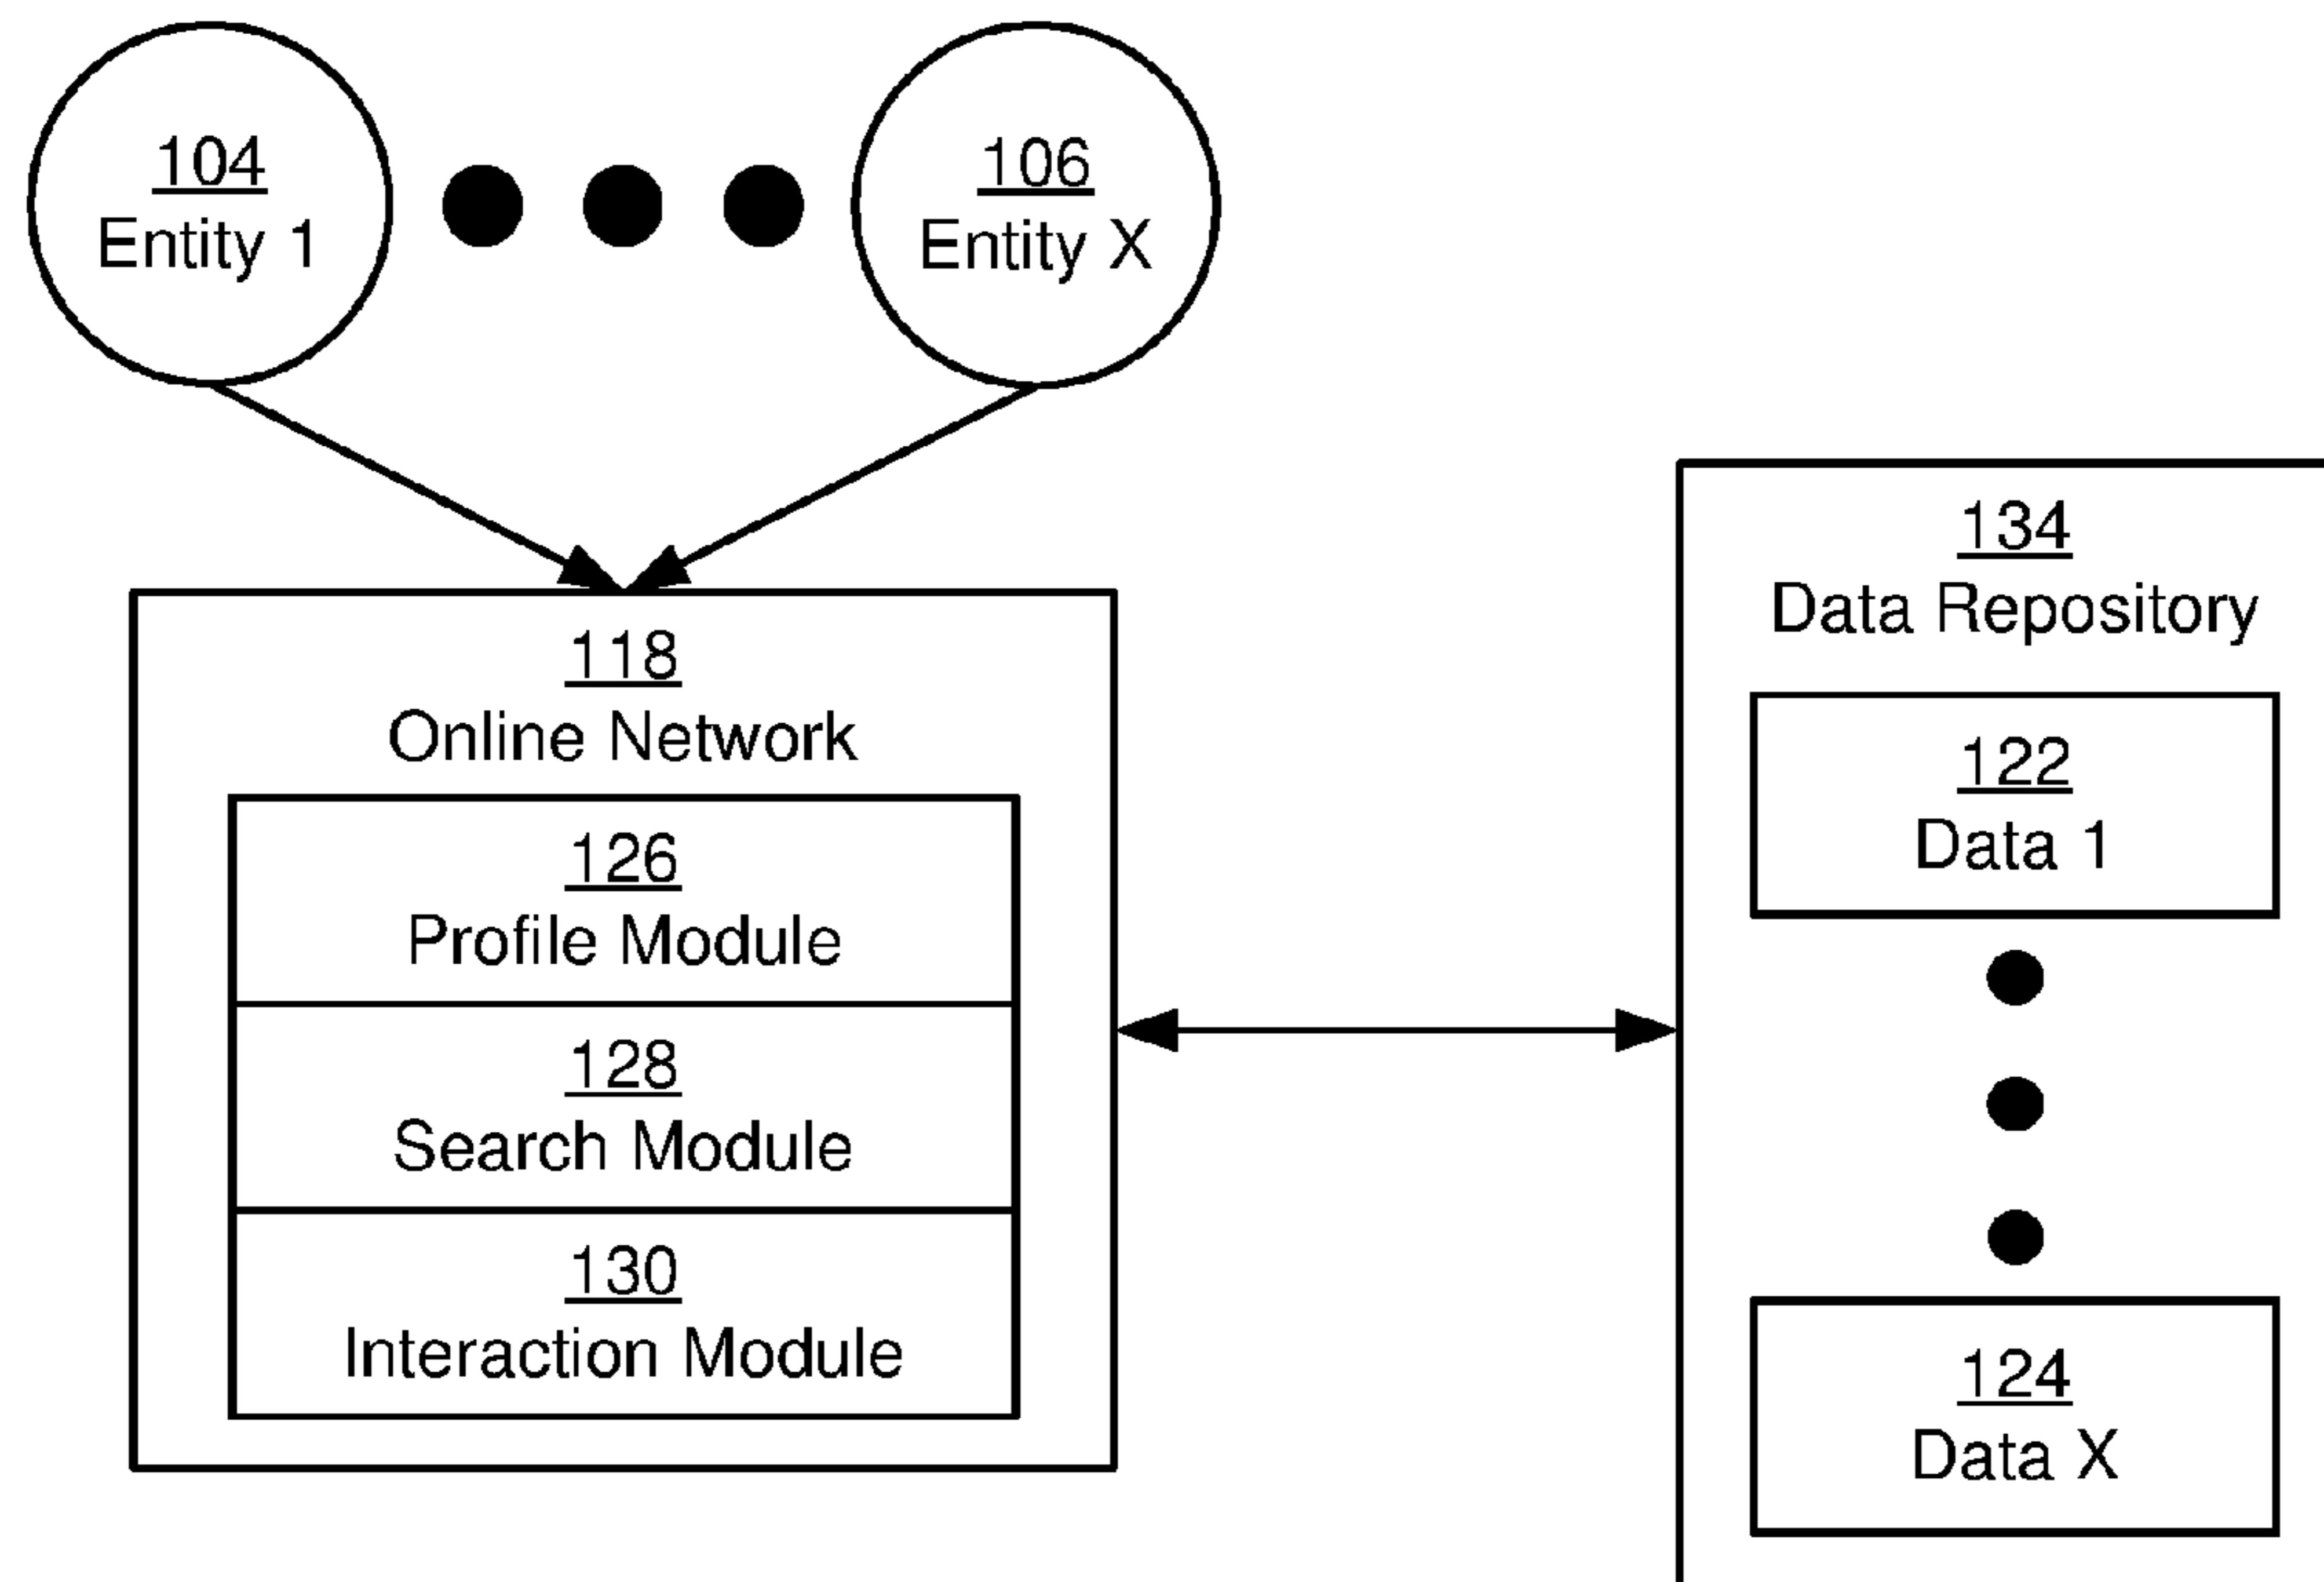 104
Entity 1
106
Entity X
118
Online Network
126
Profile Module
128
Search Module
130
Interaction Module
134
Data Repository
122
Data 1
124
Data X